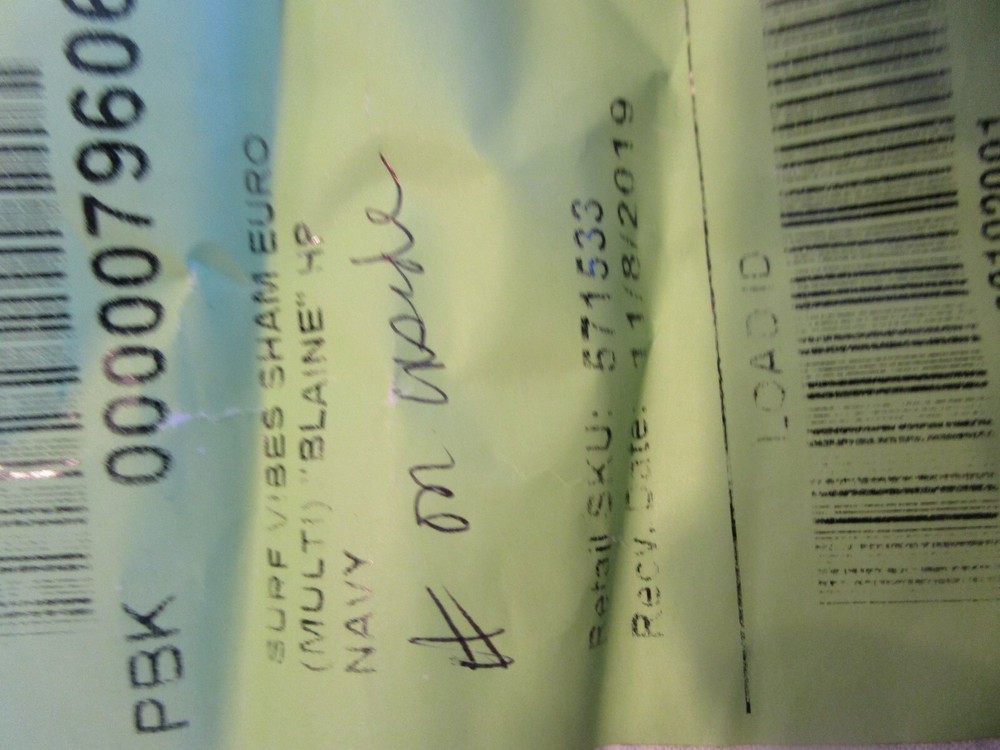 PBK 000079606
SURF VIBES SHAM EURO
(MULTI) "BLAINE" HP
NAVY
# on
Retail SKU: 571533
Recv. Date: 11/8/2019
LOAD ID